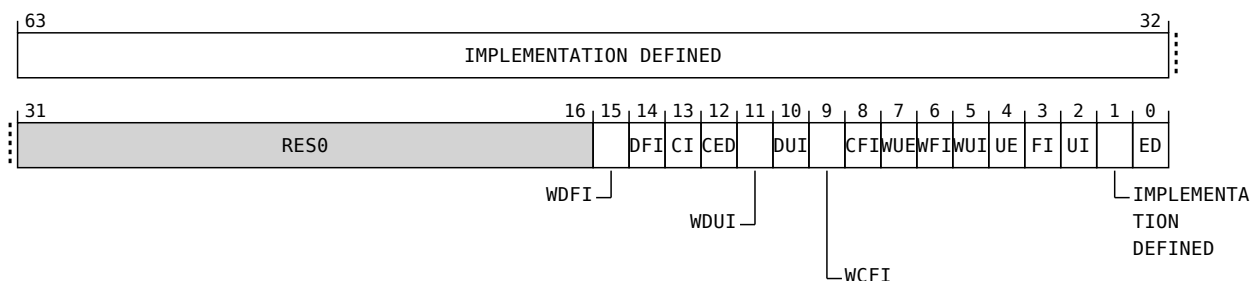 63 32
IMPLEMENTATION DEFINED
31 16 15 14 13 12 11 10 9 8 7 6 5 4 3 2 1 0
RES0 DFI CI CED DUI CFI WUE WFI WUI UE FI UI ED
WDFI IMPLEMENTA
WDUI TION
DEFINED
WCFI